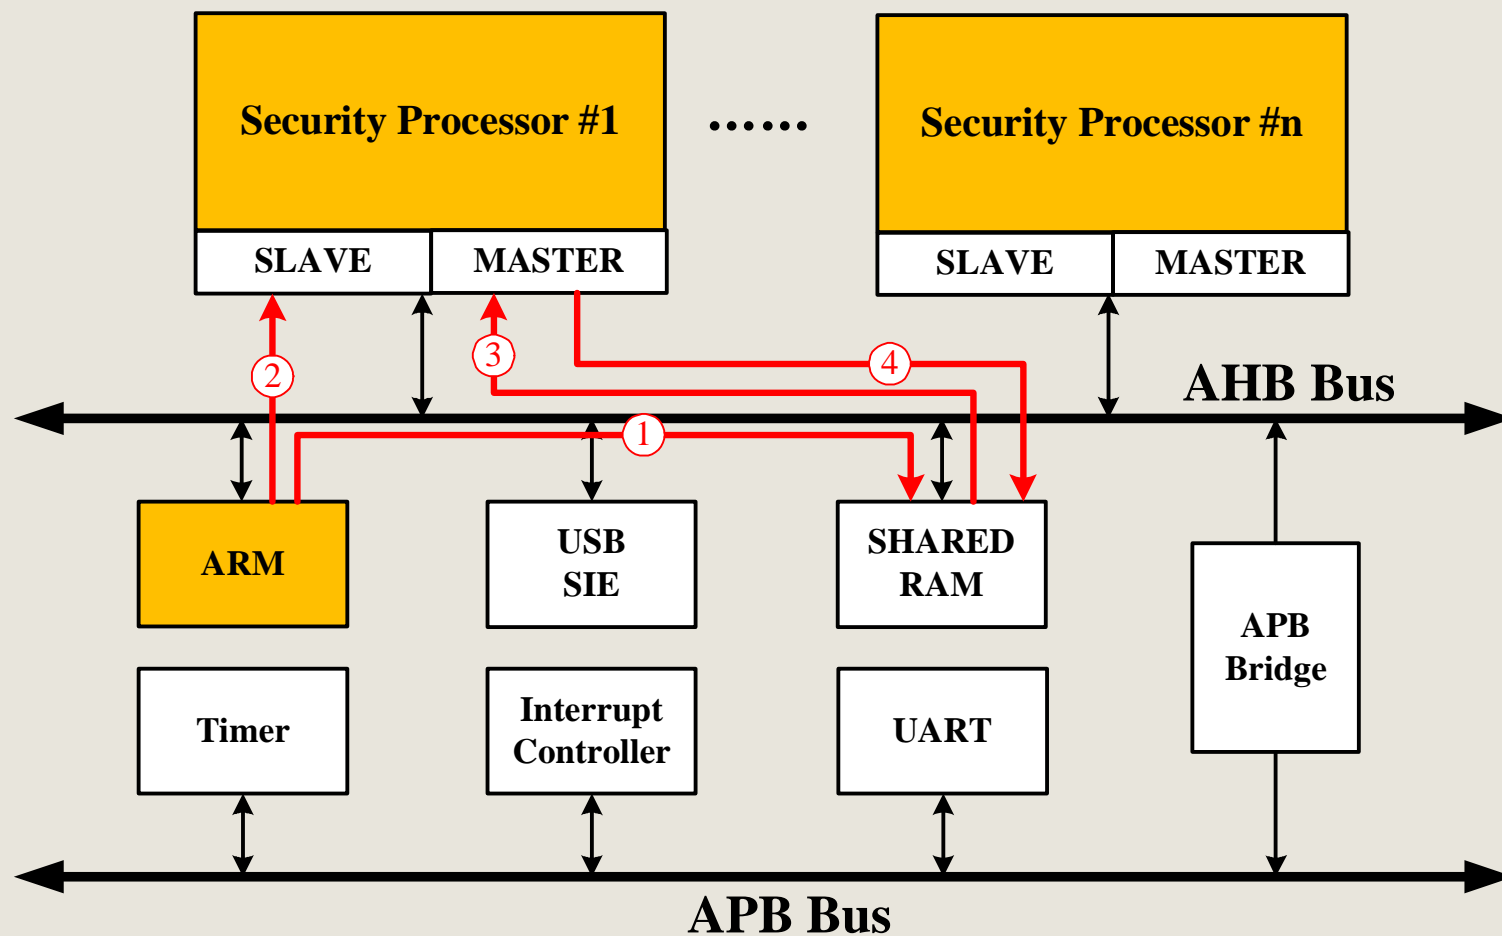 Security Processor #1
......
Security Processor #n
SLAVE
MASTER
SLAVE
MASTER
2
3
4
AHB Bus
1
ARM
USB
SIE
SHARED
RAM
APB
Bridge
Timer
Interrupt
Controller
UART
APB Bus